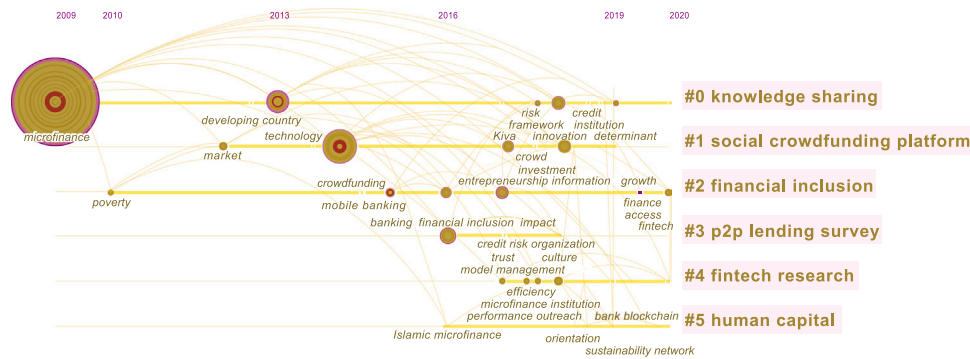 2009 2010 2013 2016 2019 2020
#0 knowledge sharing
risk credit
developing country framework institution
microfinance technology Kiva innovation determinant
#1 social crowdfunding platform
market crowd
investment
crowdfunding entrepreneurship information growth
#2 financial inclusion
poverty mobile banking finance
access
banking financial inclusion impact fintech
#3 p2p lending survey
credit risk organization
trust culture
model management
#4 fintech research
efficiency
microfinance institution
performance outreach bank blockchain
#5 human capital
Islamic microfinance orientation
sustainability network